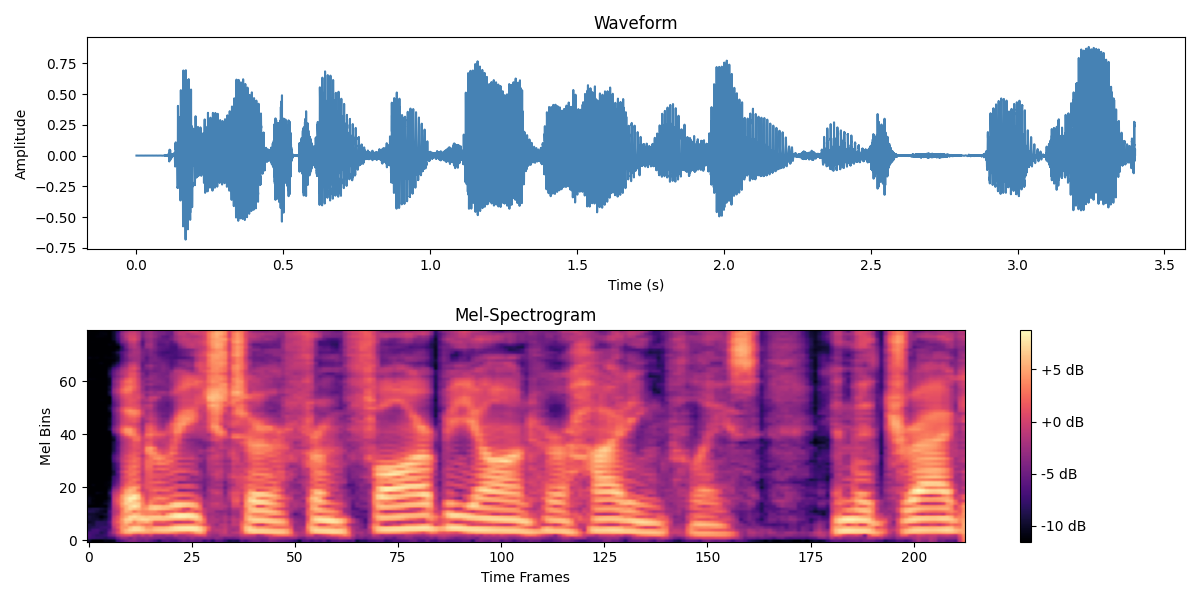 Waveform
0.75
0.50
0.25
0.00
−0.25
−0.50
−0.75
Amplitude
0.0 0.5 1.0 1.5 2.0 2.5 3.0 3.5
Time (s)
Mel-Spectrogram
60
40
20
0
Mel Bins
0 25 50 75 100 125 150 175 200
Time Frames
+5 dB
+0 dB
-5 dB
-10 dB